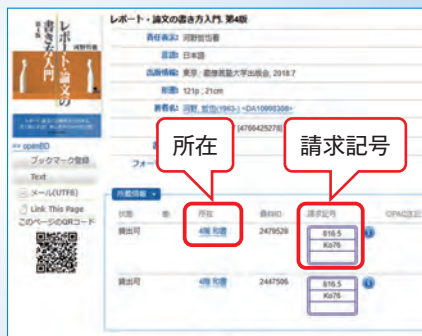 レポート・論文の書き方入門. 第4版
レポート・論文の
書き方入門
第4版
河野哲也
責任表示: 河野哲也著
言語: 日本語
出版情報: 東京 : 慶應義塾大学出版会, 2018.7
形態: 121p ; 21cm
著者名: 河野, 哲也(1963-) <DA10998308>
[4766425278]
>> openBD
ブックマーク登録
Text
メール(UTF8)
Link This Page
このページのQRコード
フォー
所在
請求記号
所蔵情報
状態
巻
所在
資料ID
請求記号
貸出可
4階 和書
2479528
816.5
Ko76
貸出可
4階 和書
2447506
816.5
Ko76